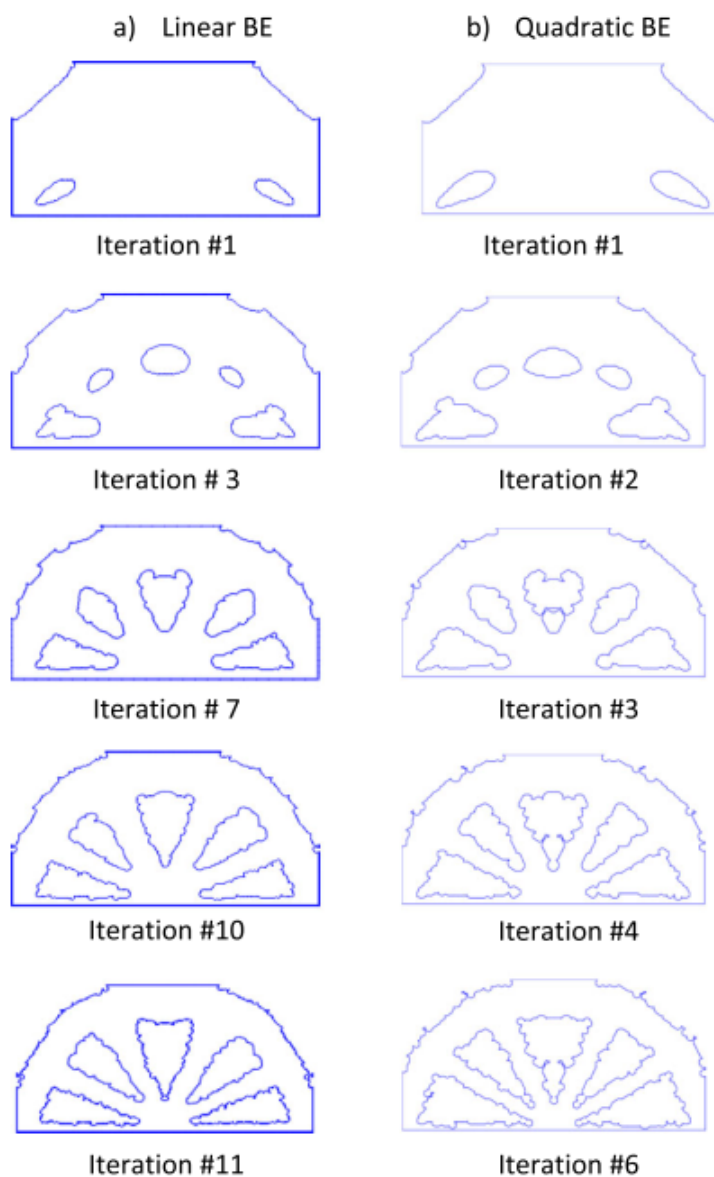 a) Linear BE
b) Quadratic BE
Iteration #1
Iteration #1
Iteration # 3
Iteration #2
Iteration # 7
Iteration #3
Iteration #10
Iteration #4
Iteration #11
Iteration #6